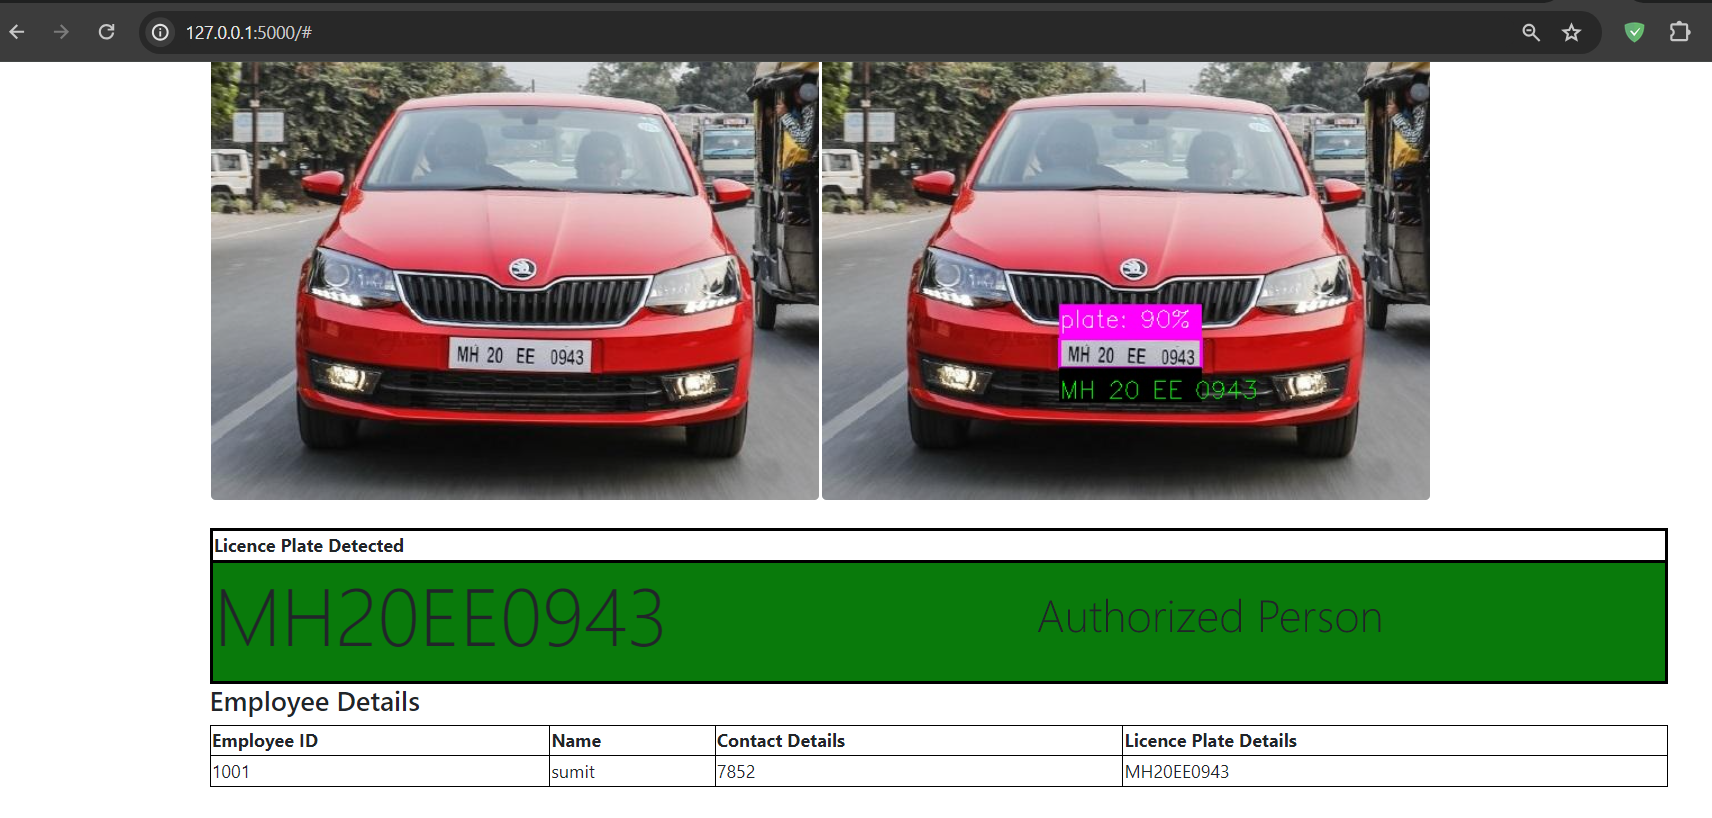 127.0.0.1:5000/#
MH 20 EE 0943
plate: 90%
MH 20 EE 0943
MH 20 EE 0943
Licence Plate Detected
MH20EE0943 Authorized Person
Employee Details
Employee ID Name Contact Details Licence Plate Details
1001 sumit 7852 MH20EE0943